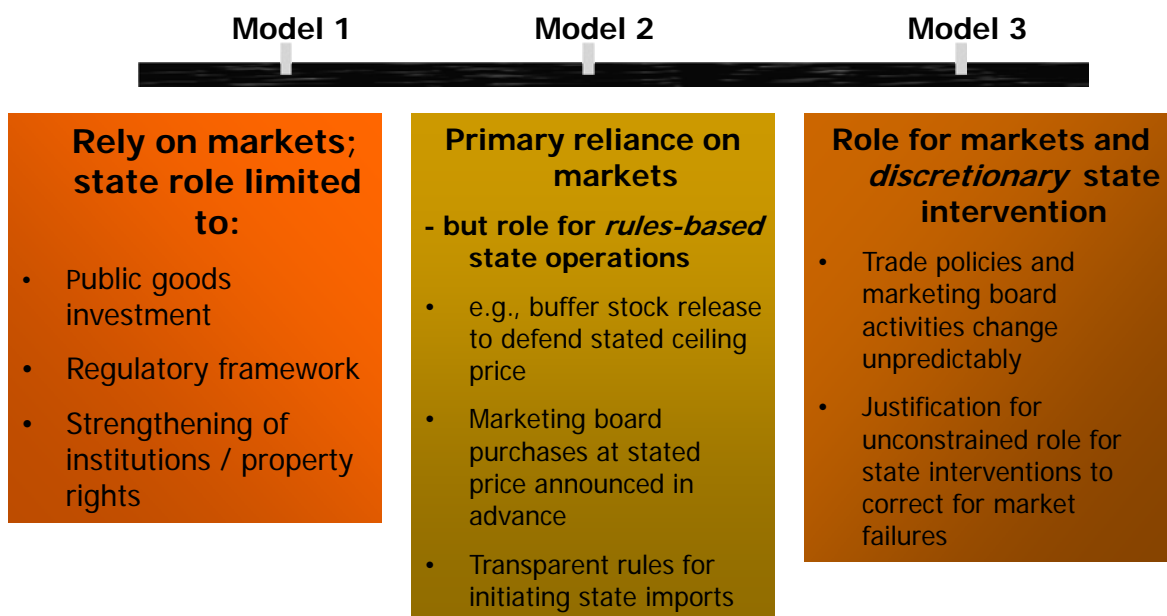 Model 1
Model 2
Model 3
Rely on markets;
state role limited
to:
• Public goods
investment
• Regulatory framework
• Strengthening of
institutions / property
rights
Primary reliance on
markets
- but role for rules-based
state operations
• e.g., buffer stock release
to defend stated ceiling
price
• Marketing board
purchases at stated
price announced in
advance
• Transparent rules for
initiating state imports
Role for markets and
discretionary state
intervention
• Trade policies and
marketing board
activities change
unpredictably
• Justification for
unconstrained role for
state interventions to
correct for market
failures